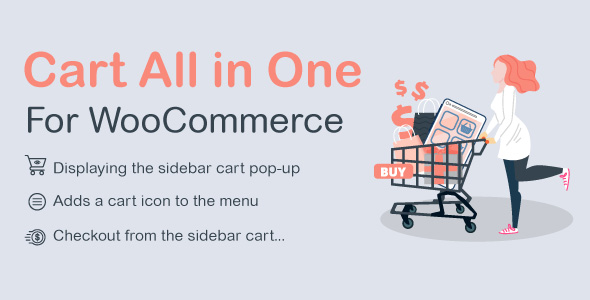 Cart All in One
For WooCommerce
Displaying the sidebar cart pop-up
Adds a cart icon to the menu
Checkout from the sidebar cart...
$ $
BUY